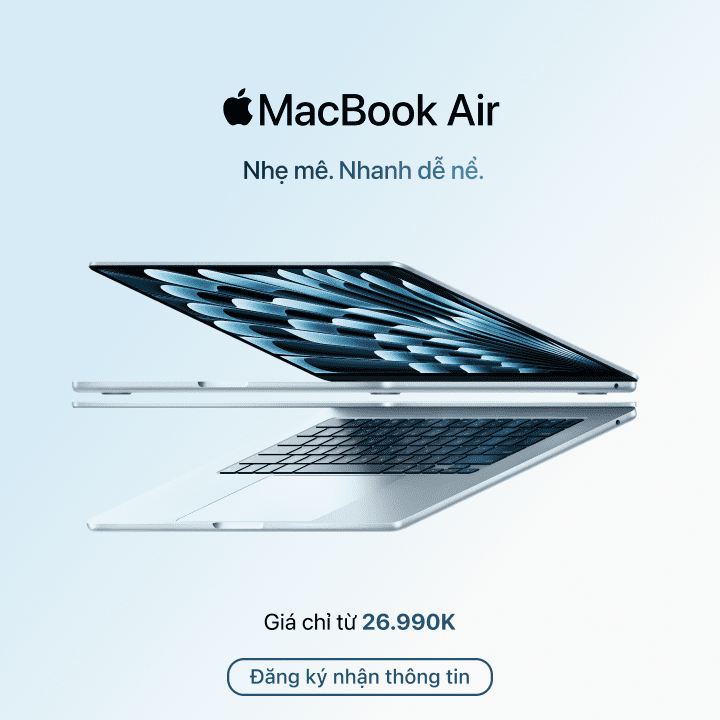 MacBook Air
Nhẹ mê. Nhanh dễ nể.
Giá chỉ từ 26.990K
Đăng ký nhận thông tin